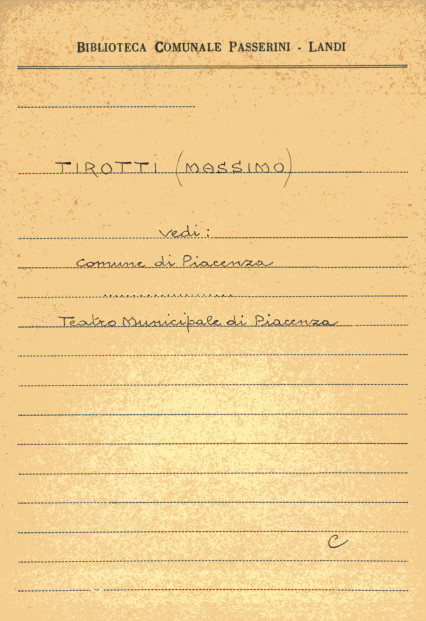 BIBLIOTECA COMUNALE PASSERINI - LANDI
TIROTTI (MASSIMO)
vedi:
Comune di Piacenza
....................
Teatro Municipale di Piacenza
C